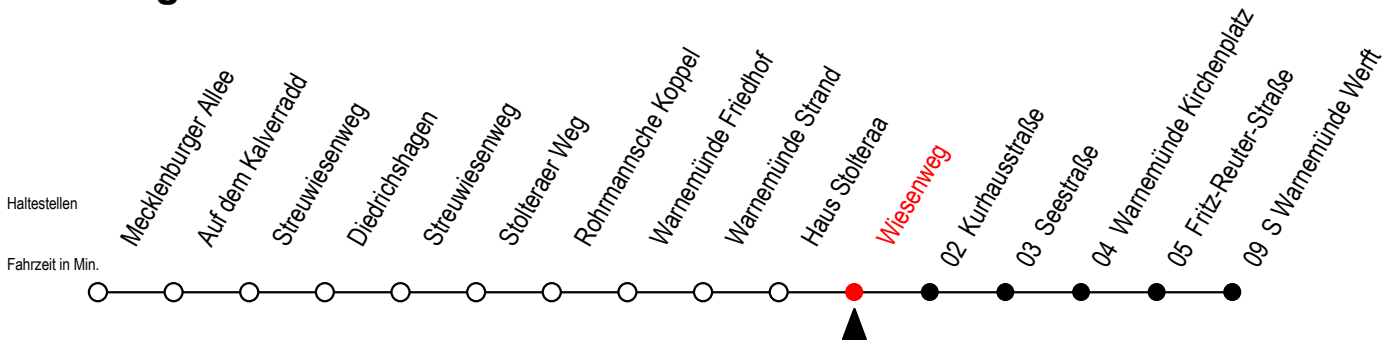 Mecklenburger Allee
Auf dem Kalverradd
Streuwiesenweg
Diedrichshagen
Streuwiesenweg
Stolteraer Weg
Rohrmannsche Koppel
Warnemünde Friedhof
Warnemünde Strand
Haus Stolteraa
Wiesenweg
02 Kurhausstraße
03 Seestraße
04 Warnemünde Kirchenplatz
05 Fritz-Reuter-Straße
09 S Warnemünde Werft
Haltestellen
Fahrzeit in Min.